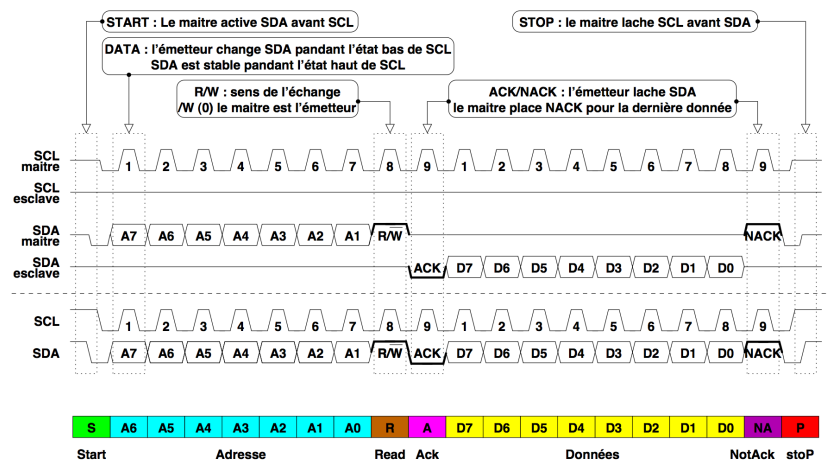 START : Le maitre active SDA avant SCL
STOP : le maitre lache SCL avant SDA
DATA : l'émetteur change SDA pandant l'état bas de SCL
SDA est stable pandant l'état haut de SCL
R/W : sens de l'échange
/W (0) le maitre est l'émetteur
ACK/NACK : l'émetteur lache SDA
le maitre place NACK pour la dernière donnée
SCL
maitre
1 2 3 4 5 6 7 8 9 1 2 3 4 5 6 7 8 9
SCL
esclave
SDA
maitre
A7 A6 A5 A4 A3 A2 A1 R/W NACK
SDA
esclave
ACK D7 D6 D5 D4 D3 D2 D1 D0
SCL
1 2 3 4 5 6 7 8 9 1 2 3 4 5 6 7 8 9
SDA
A7 A6 A5 A4 A3 A2 A1 R/W ACK D7 D6 D5 D4 D3 D2 D1 D0 NACK
S A6 A5 A4 A3 A2 A1 A0 R A D7 D6 D5 D4 D3 D2 D1 D0 NA P
Start Adresse Read Ack Données NotAck stoP